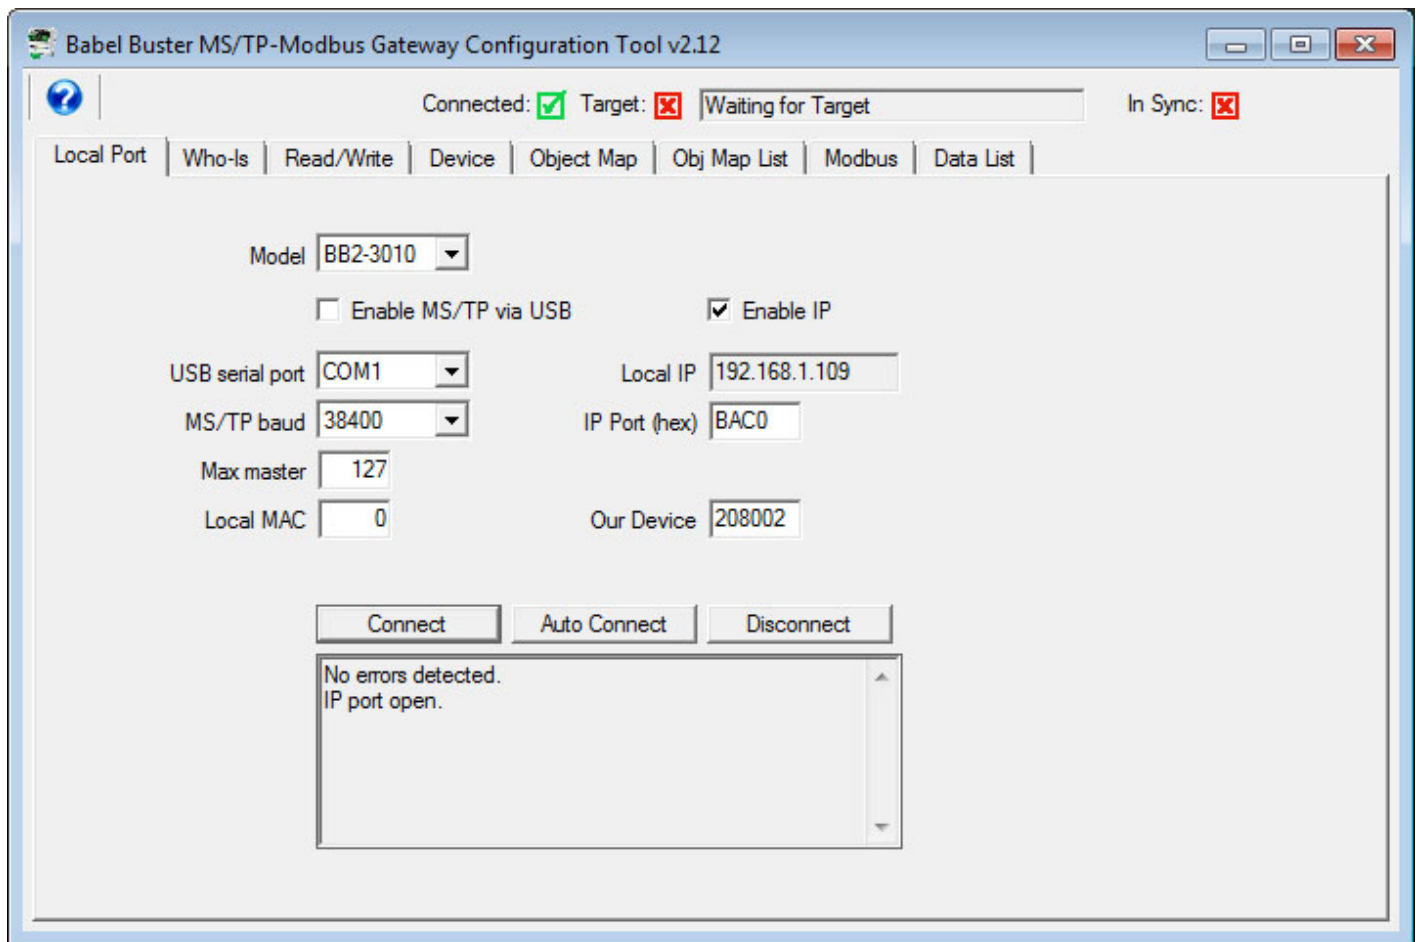 Babel Buster MS/TP-Modbus Gateway Configuration Tool v2.12
Connected: Target: Waiting for Target In Sync:
Local Port Who-Is Read/Write Device Object Map Obj Map List Modbus Data List
Model BB2-3010
Enable MS/TP via USB Enable IP
USB serial port COM1 Local IP 192.168.1.109
MS/TP baud 38400 IP Port (hex) BAC0
Max master 127
Local MAC 0 Our Device 208002
Connect Auto Connect Disconnect
No errors detected.
IP port open.